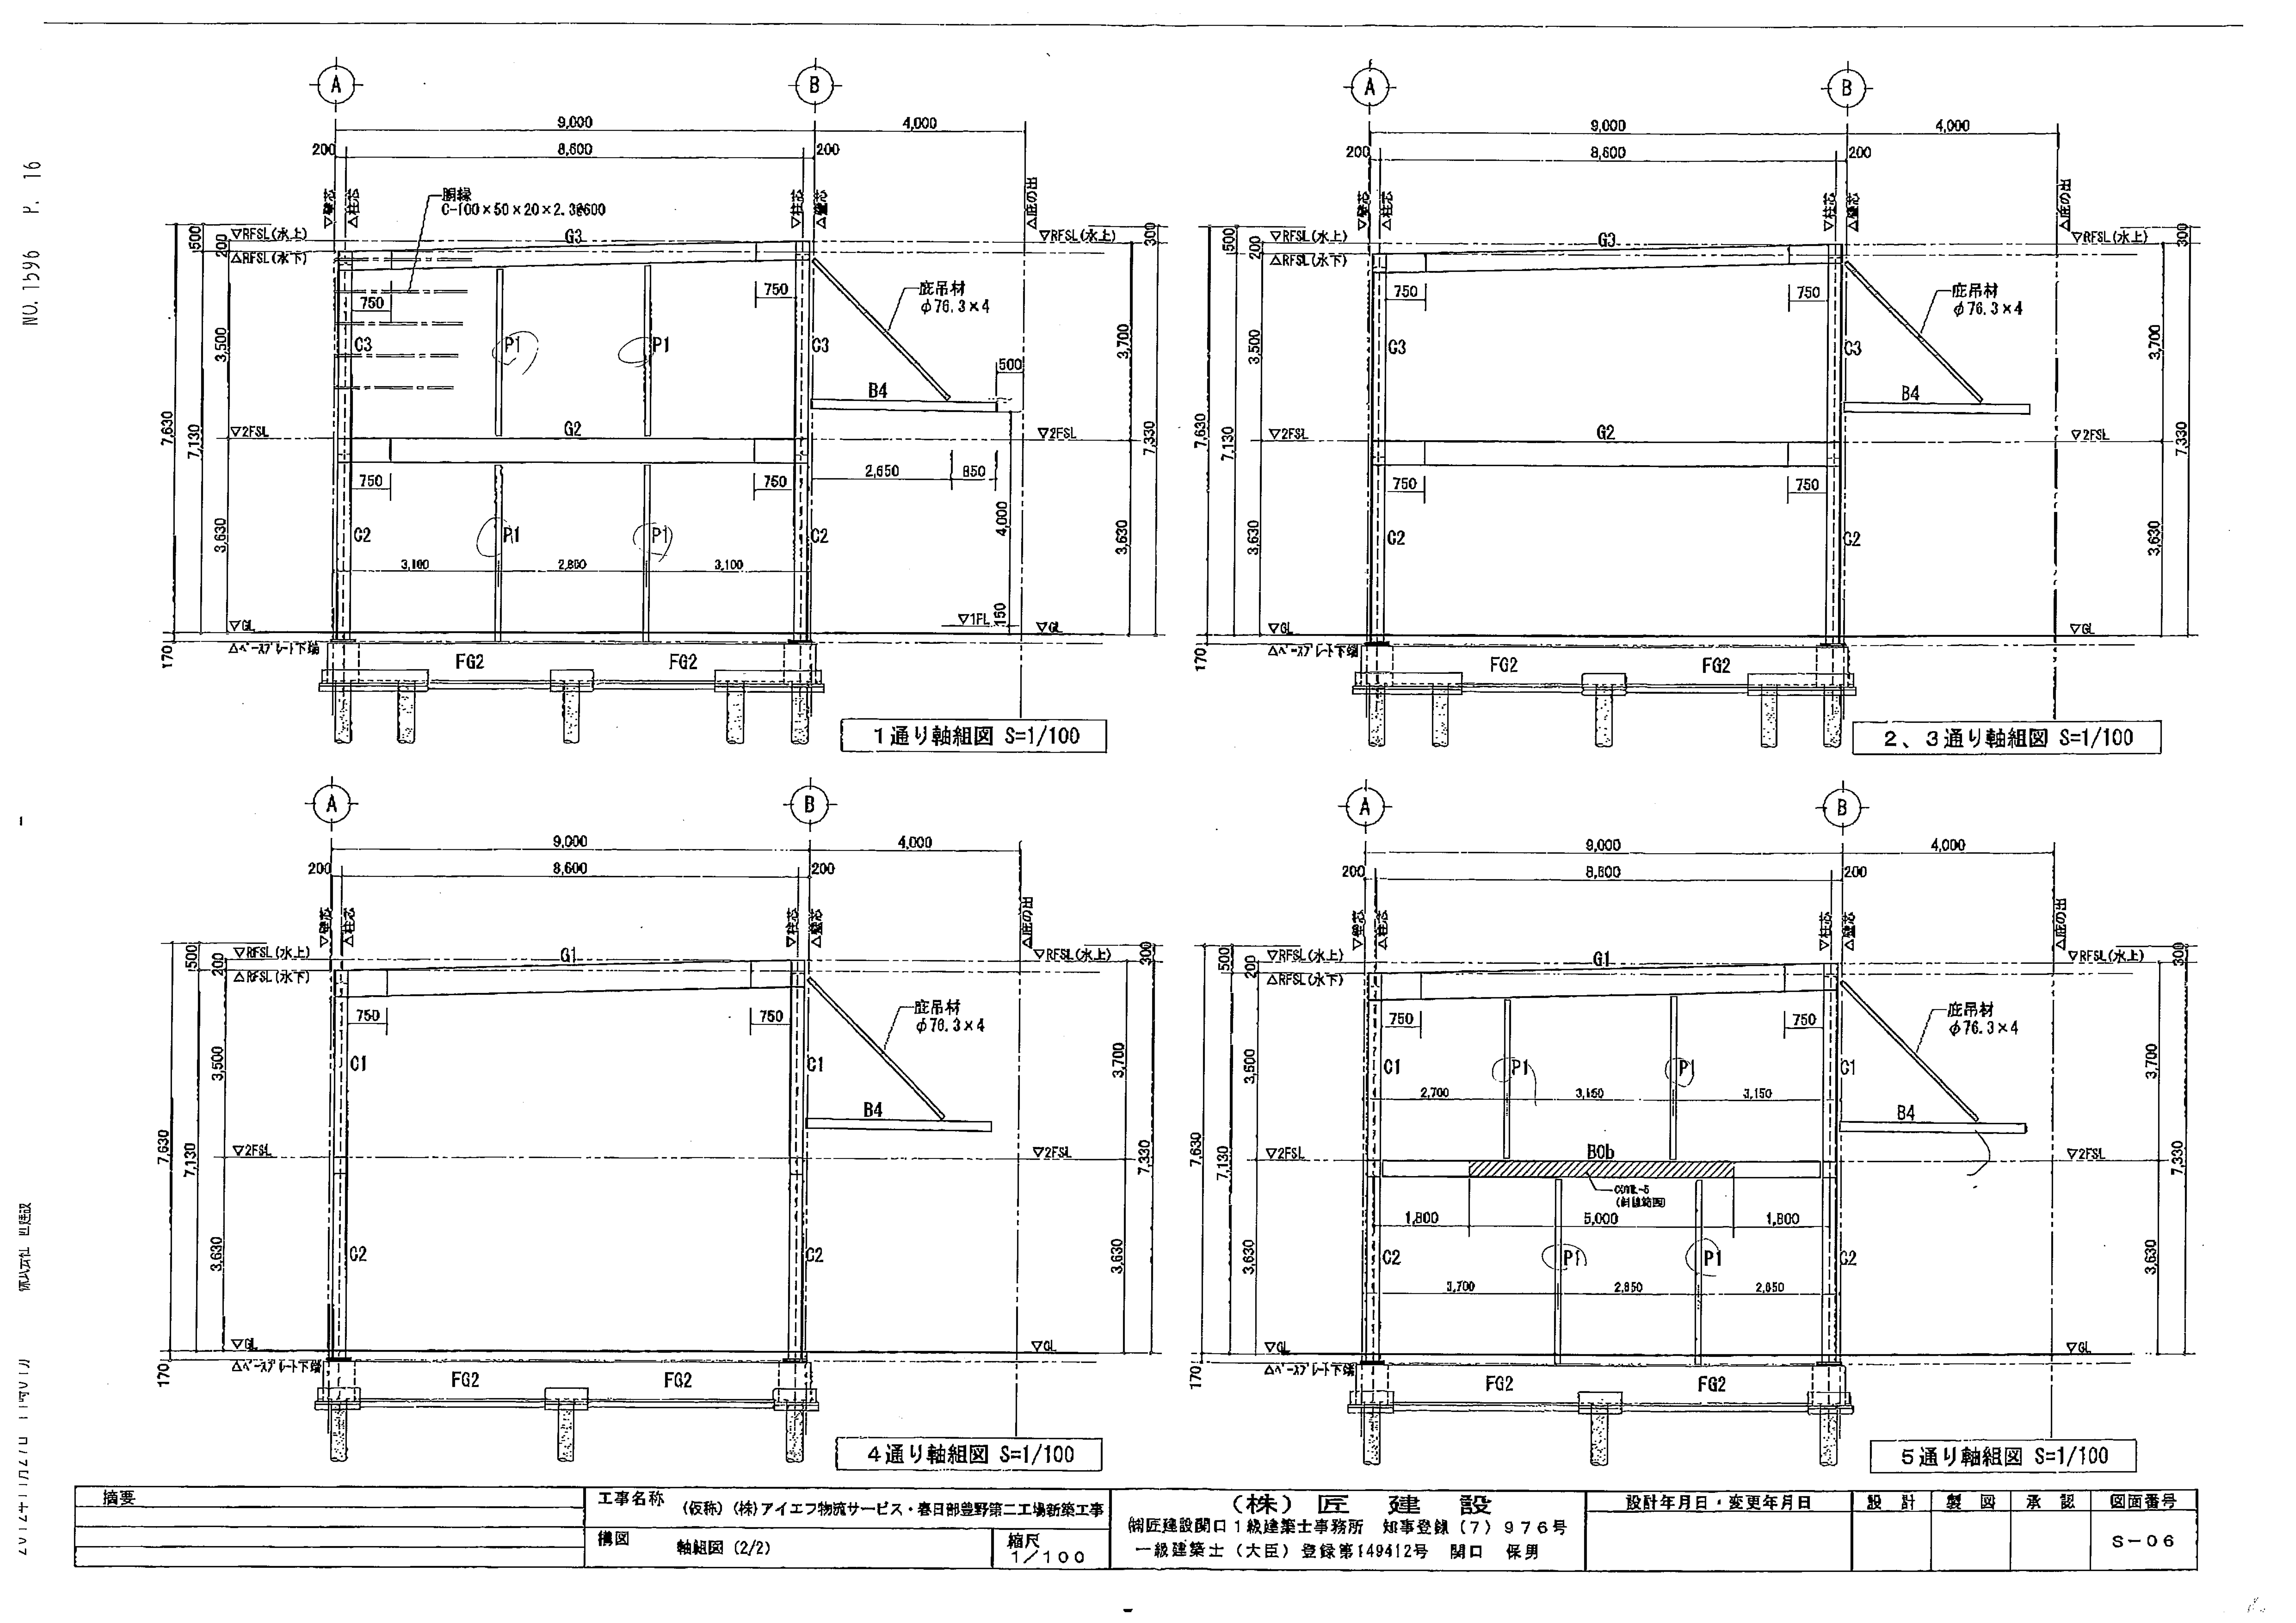 NO. 1596 P. 16
A
B
9,000
4,000
200
8,600
200
▽壁芯
△柱芯
▽柱芯
△壁芯
△庇の出
胴縁
C-100×50×20×2.3@600
500
200
▽RFSL(水上)
△RFSL(水下)
G3
▽RFSL(水上)
300
750
750
庇吊材
φ76.3×4
3,500
C3
P1
P1
C3
3,700
500
B4
7,630
7,130
▽2FSL
G2
▽2FSL
7,330
750
750
2,650
850
3,630
C2
P1
P1
C2
4,000
3,630
3,100
2,800
3,100
▽1FL
150
▽GL
▽GL
170
△ベースプレート下端
FG2
FG2
1通り軸組図 S=1/100
A
B
9,000
4,000
200
8,600
200
▽壁芯
△柱芯
▽柱芯
△壁芯
△庇の出
500
200
▽RFSL(水上)
△RFSL(水下)
G3
▽RFSL(水上)
300
750
750
庇吊材
φ76.3×4
3,500
C3
C3
3,700
B4
7,630
7,130
▽2FSL
G2
▽2FSL
7,330
750
750
3,630
C2
C2
3,630
▽GL
▽GL
170
△ベースプレート下端
FG2
FG2
2、3通り軸組図 S=1/100
A
B
9,000
4,000
200
8,600
200
▽壁芯
△柱芯
▽柱芯
△壁芯
△庇の出
500
200
▽RFSL(水上)
△RFSL(水下)
G1
▽RFSL(水上)
300
750
750
庇吊材
φ76.3×4
3,500
C1
C1
3,700
B4
7,630
7,130
▽2FSL
▽2FSL
7,330
3,630
C2
C2
3,630
▽GL
▽GL
170
△ベースプレート下端
FG2
FG2
4通り軸組図 S=1/100
A
B
9,000
4,000
200
8,600
200
▽壁芯
△柱芯
▽柱芯
△壁芯
△庇の出
500
200
▽RFSL(水上)
△RFSL(水下)
G1
▽RFSL(水上)
300
750
750
庇吊材
φ76.3×4
3,500
C1
P1
P1
C1
3,700
2,700
3,150
3,150
B4
7,630
7,130
▽2FSL
B0b
▽2FSL
7,330
(斜線範囲)
1,800
5,000
1,800
3,630
C2
P1
P1
C2
3,630
3,700
2,650
2,650
▽GL
▽GL
170
△ベースプレート下端
FG2
FG2
5通り軸組図 S=1/100
株式会社 匠建設
摘要
工事名称
(仮称)(株)アイエフ物流サービス・春日部豊野第二工場新築工事
構図
軸組図(2/2)
縮尺
1/100
(株) 匠 建 設
㈱匠建設関口1級建築士事務所 知事登録(7)976号
一級建築士(大臣)登録第149412号 関口 保男
設計年月日・変更年月日
設 計
製 図
承 認
図面番号
S-06